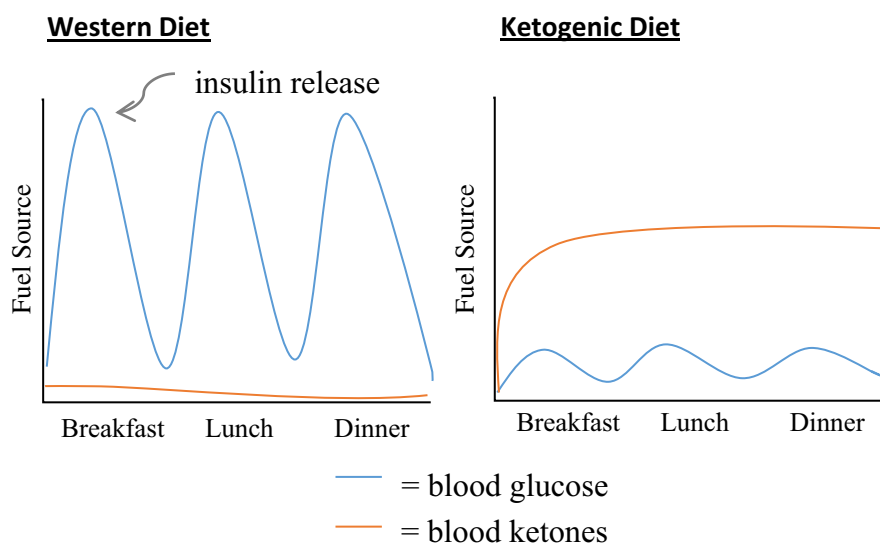 Western Diet
Ketogenic Diet
insulin release
Fuel Source
Fuel Source
Breakfast Lunch Dinner
Breakfast Lunch Dinner
= blood glucose
= blood ketones